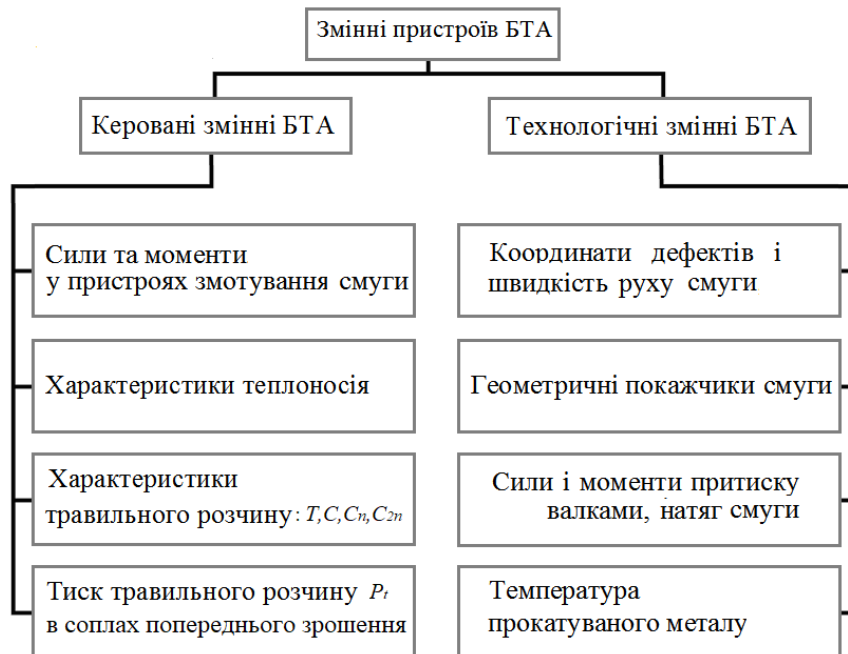 Змінні пристроїв БТА
Керовані змінні БТА
Технологічні змінні БТА
Сили та моменти
у пристроях змотування смуги
Координати дефектів і
швидкість руху смуги
Характеристики теплоносія
Геометричні покажчики смуги
Характеристики
травильного розчину: T,C,Cn,C2n
Сили і моменти притиску
валками, натяг смуги
Тиск травильного розчину Pt
в соплах попереднього зрошення
Температура
прокатуваного металу